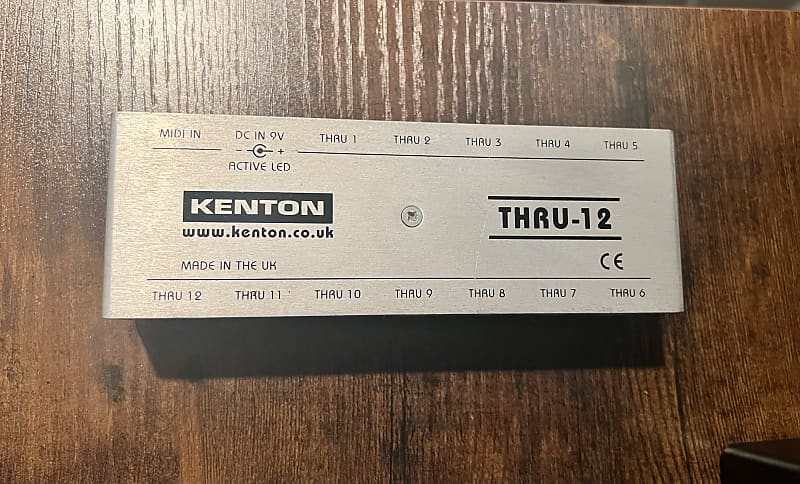 MIDI IN DC IN 9V THRU 1 THRU 2 THRU 3 THRU 4 THRU 5
- +
ACTIVE LED
KENTON
www.kenton.co.uk
THRU-12
MADE IN THE UK
CE
THRU 12 THRU 11 THRU 10 THRU 9 THRU 8 THRU 7 THRU 6